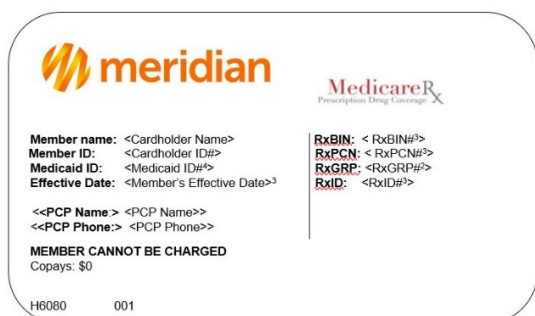 meridian
MedicareRx
Prescription Drug Coverage
Member name: <Cardholder Name>
Member ID: <Cardholder ID#>
Medicaid ID: <Medicaid ID#⁴>
Effective Date: <Member's Effective Date>³
<<PCP Name:> <PCP Name>>
<<PCP Phone:> <PCP Phone>>
MEMBER CANNOT BE CHARGED
Copays: $0
RxBIN: < RxBIN#³>
RxPCN: < RxPCN#³>
RxGRP: <RxGRP#²>
RxID: <RxID#³>
H6080 001